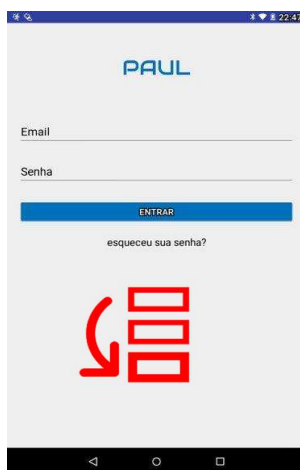 22:47
PAUL
Email
Senha
ENTRAR
esqueceu sua senha?